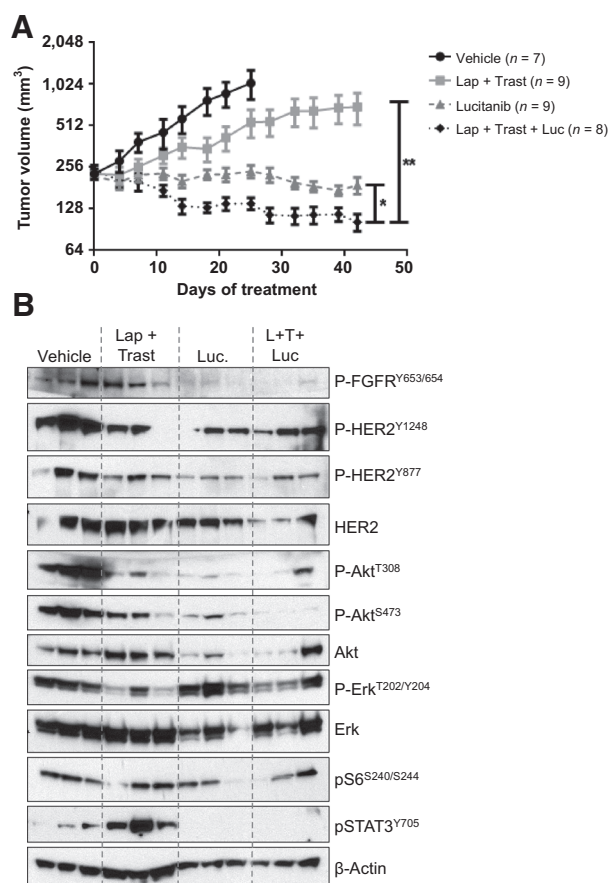 A
Tumor volume (mm³)
2,048
1,024
512
256
128
64
0 10 20 30 40 50
Days of treatment
Vehicle (n = 7)
Lap + Trast (n = 9)
Lucitanib (n = 9)
Lap + Trast + Luc (n = 8)
**
*
B
Vehicle
Lap +
Trast
Luc.
L+T+
Luc
P-FGFRY653/654
P-HER2Y1248
P-HER2Y877
HER2
P-AktT308
P-AktS473
Akt
P-ErkT202/Y204
Erk
pS6S240/S244
pSTAT3Y705
β-Actin